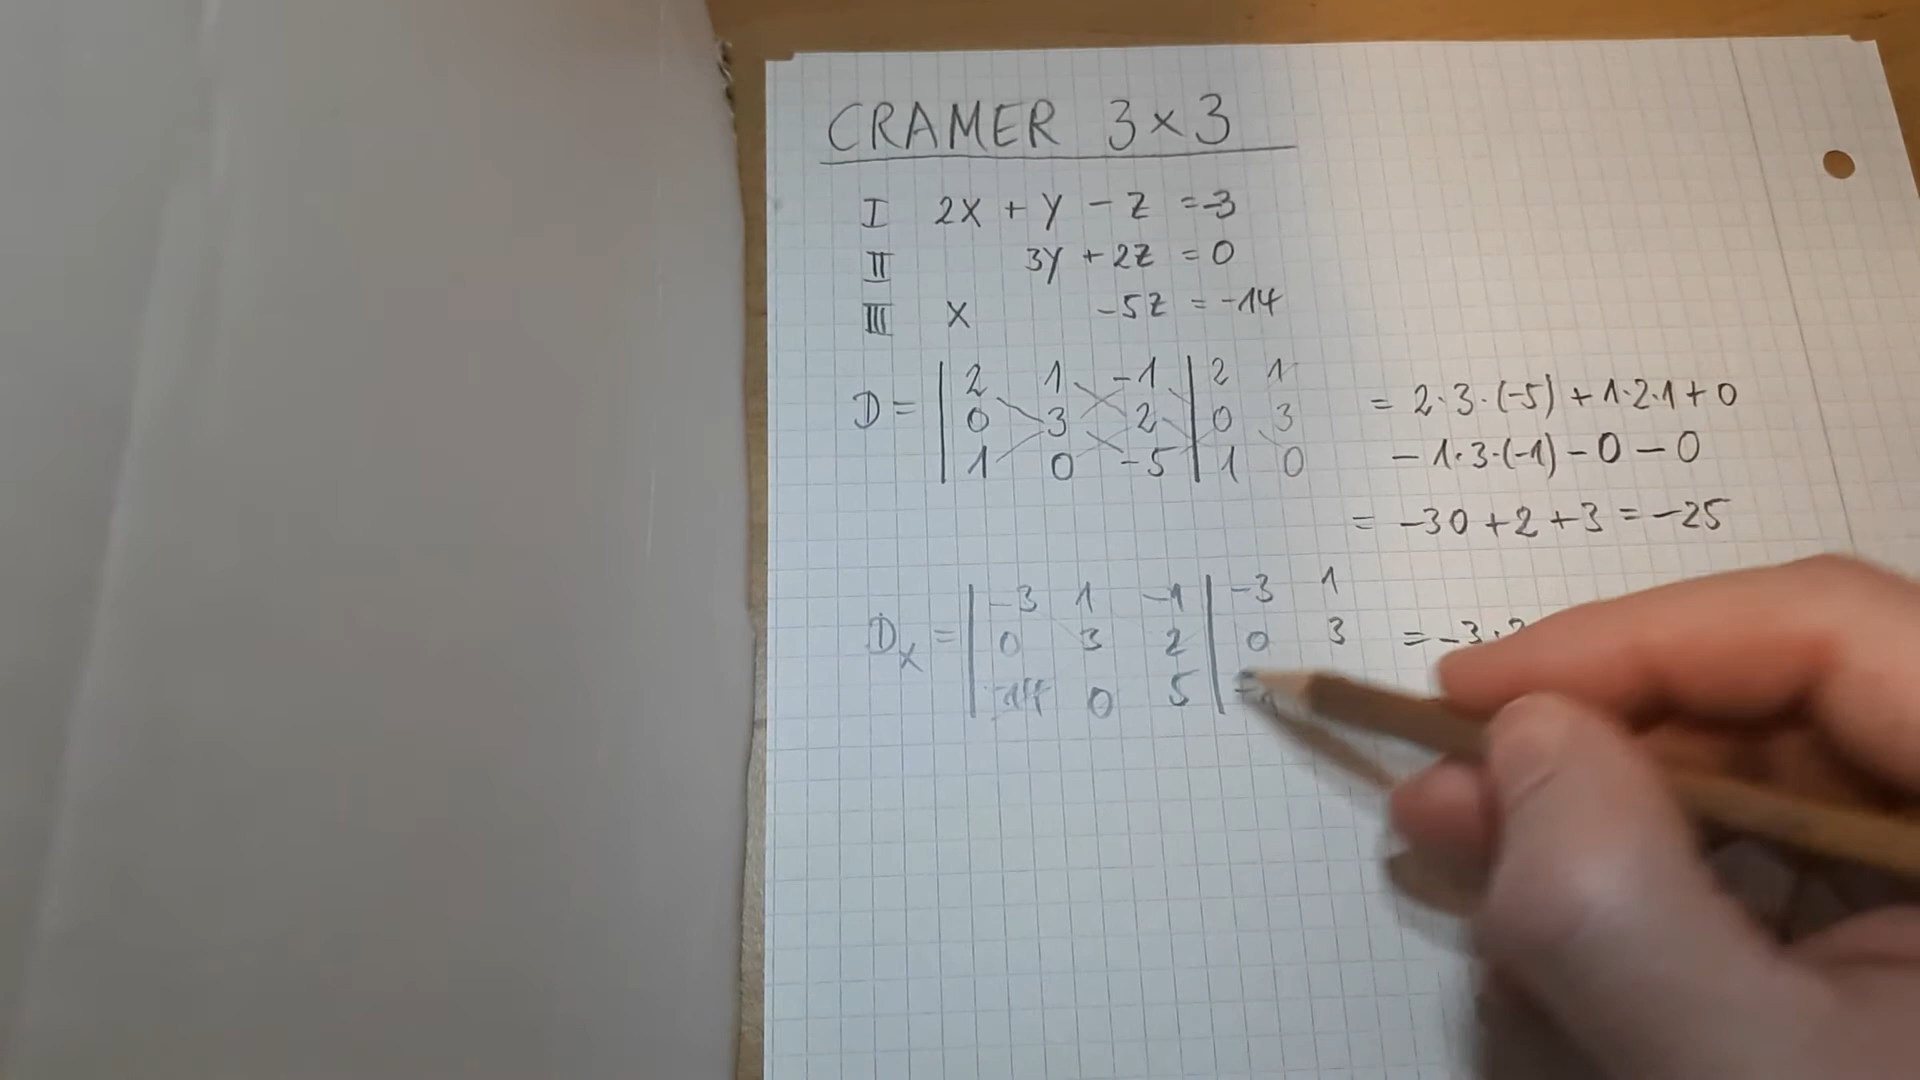 CRAMER 3×3
I 2X + Y - Z = -3
II 3Y + 2Z = 0
III X -5Z = -14
D = | 2 1 -1 | 2 1 = 2·3·(-5) + 1·2·1 + 0
0 3 2 | 0 3 - 1·3·(-1) - 0 - 0
1 0 -5 | 1 0
= -30 + 2 + 3 = -25
Dx = | -3 1 -1 | -3 1
0 3 2 | 0 3 = -3·
-14 0 5 |